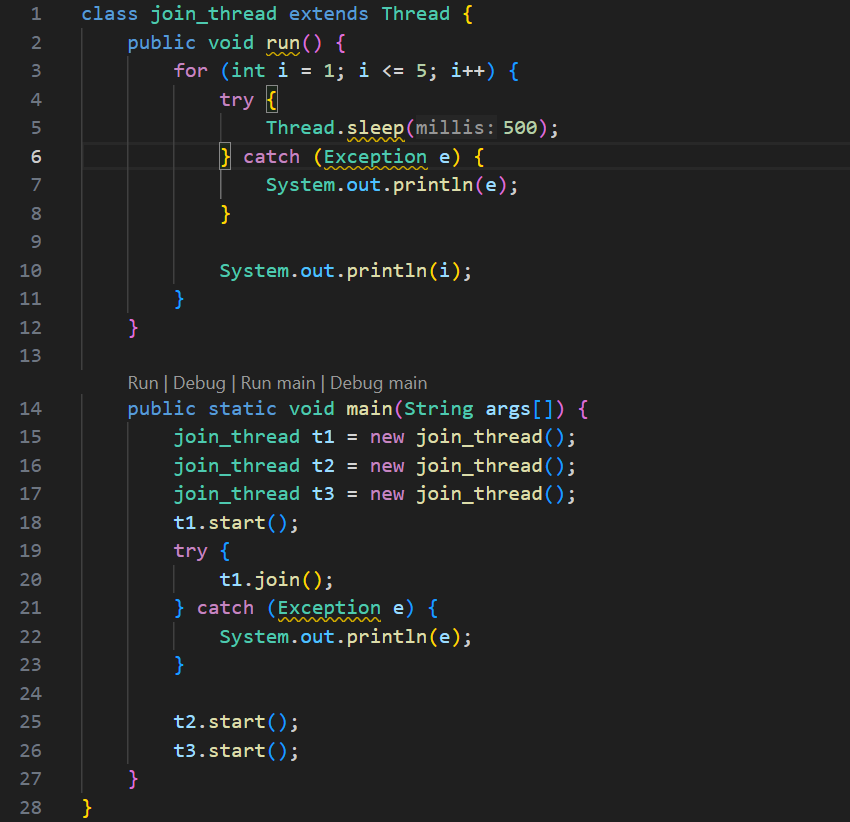 1 class join_thread extends Thread {
2     public void run() {
3         for (int i = 1; i <= 5; i++) {
4             try {
5                 Thread.sleep(millis: 500);
6             } catch (Exception e) {
7                 System.out.println(e);
8             }
9
10             System.out.println(i);
11         }
12     }
13
Run | Debug | Run main | Debug main
14     public static void main(String args[]) {
15         join_thread t1 = new join_thread();
16         join_thread t2 = new join_thread();
17         join_thread t3 = new join_thread();
18         t1.start();
19         try {
20             t1.join();
21         } catch (Exception e) {
22             System.out.println(e);
23         }
24
25         t2.start();
26         t3.start();
27     }
28 }